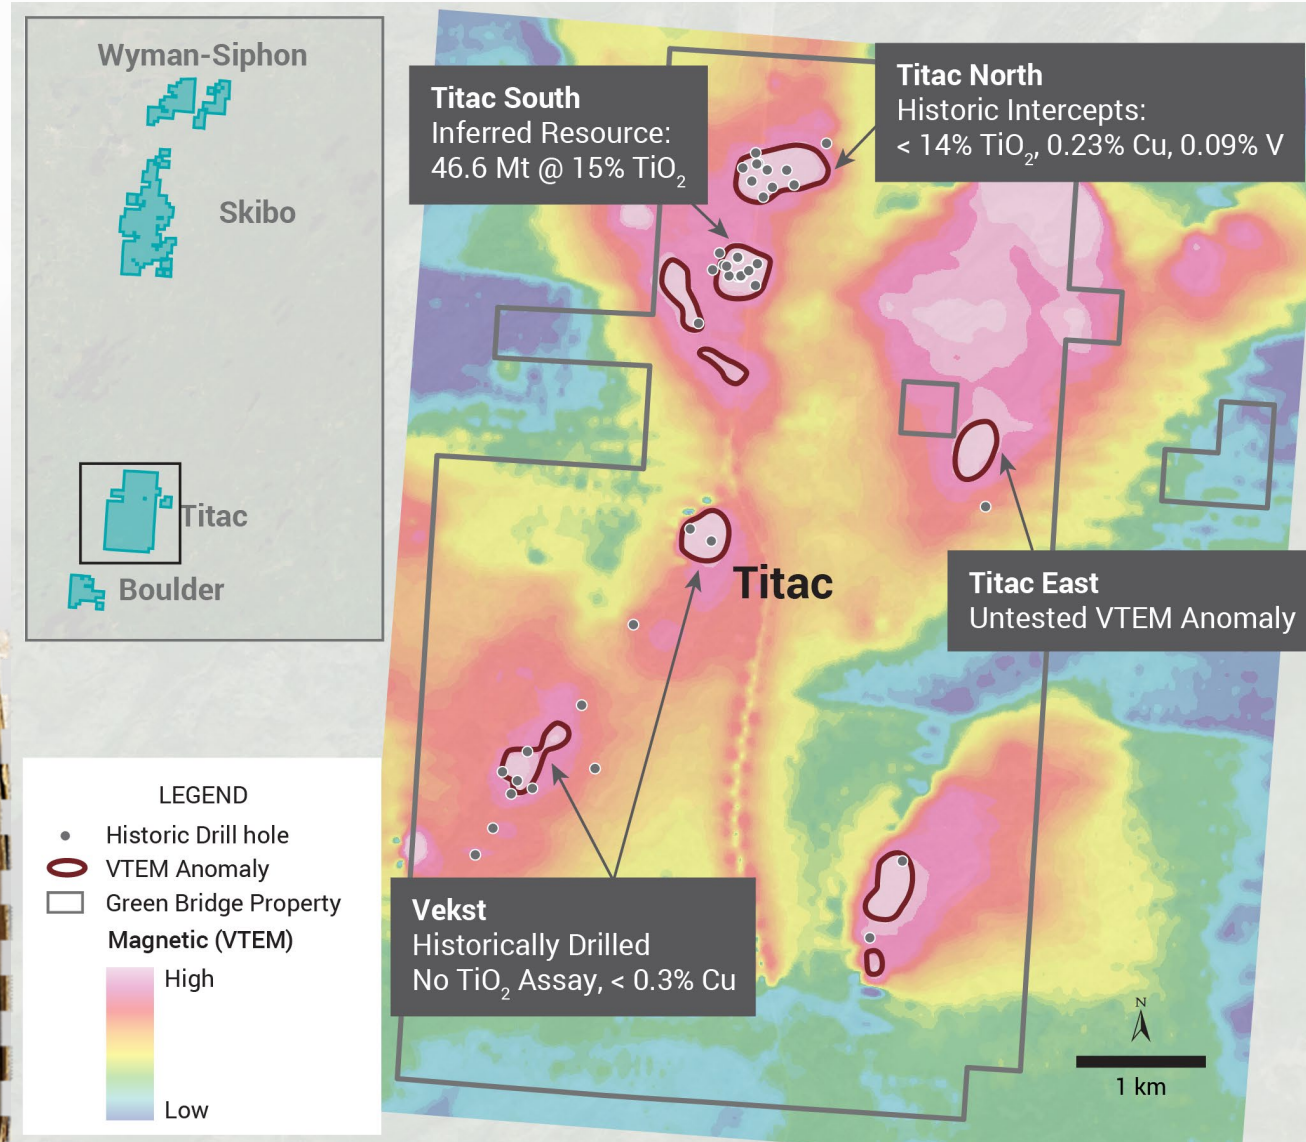 Wyman-Siphon
Skibo
Titac
Boulder
Titac South
Inferred Resource:
46.6 Mt @ 15% TiO₂
Titac North
Historic Intercepts:
< 14% TiO₂, 0.23% Cu, 0.09% V
Titac
Titac East
Untested VTEM Anomaly
Vekst
Historically Drilled
No TiO₂ Assay, < 0.3% Cu
LEGEND
Historic Drill hole
VTEM Anomaly
Green Bridge Property
Magnetic (VTEM)
High
Low
N
1 km